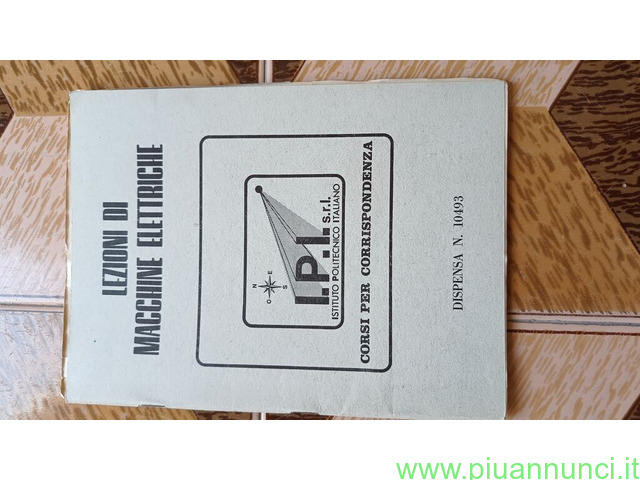 LEZIONI DI
MACCHINE ELETTRICHE
N
O E
S
I.P.I. s.r.l.
ISTITUTO POLITECNICO ITALIANO
CORSI PER CORRISPONDENZA
DISPENSA N. 10493
www.piuannunci.it